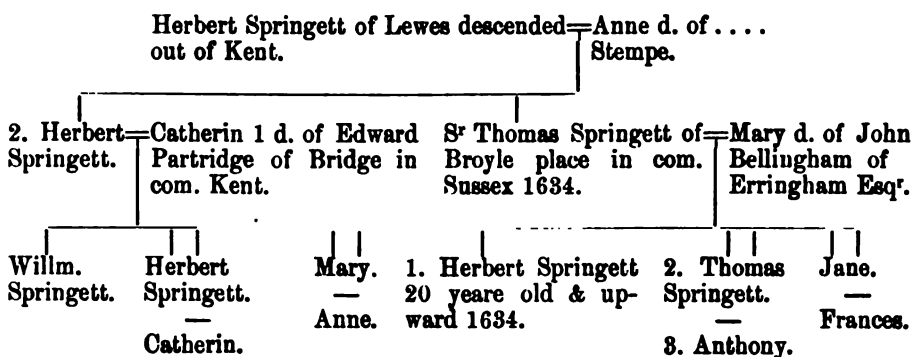 Herbert Springett of Lewes descended=Anne d. of ....
out of Kent. Stempe.
2. Herbert=Catherin 1 d. of Edward Sʳ Thomas Springett of=Mary d. of John
Springett. Partridge of Bridge in Broyle place in com. Bellingham of
com. Kent. Sussex 1634. Erringham Esqʳ.
Willm. Herbert Mary. 1. Herbert Springett 2. Thomas Jane.
Springett. Springett. — 20 yeare old & up- Springett. —
— Anne. ward 1634. — Frances.
Catherin. 3. Anthony.